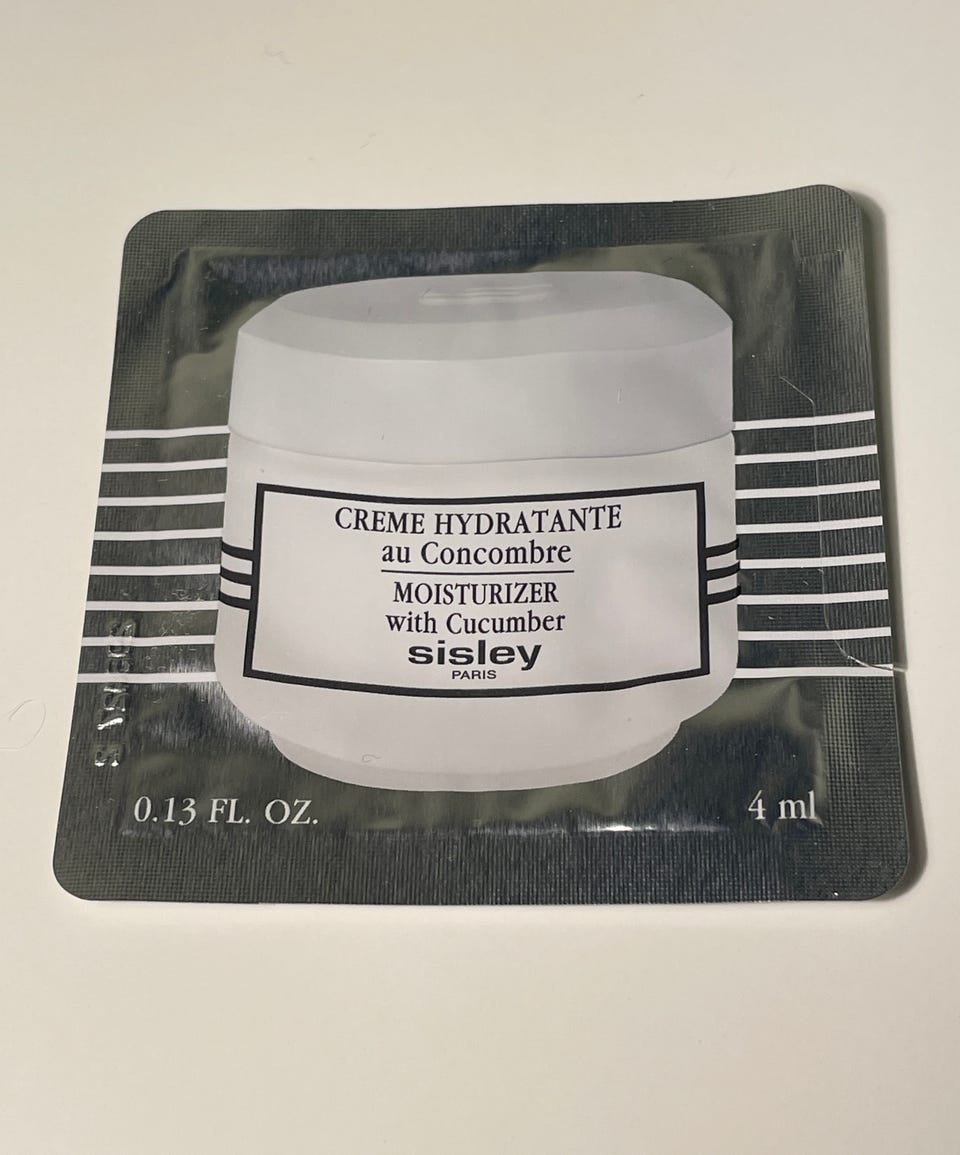 CREME HYDRATANTE
au Concombre
MOISTURIZER
with Cucumber
sisley
PARIS
0.13 FL. OZ.
4 ml